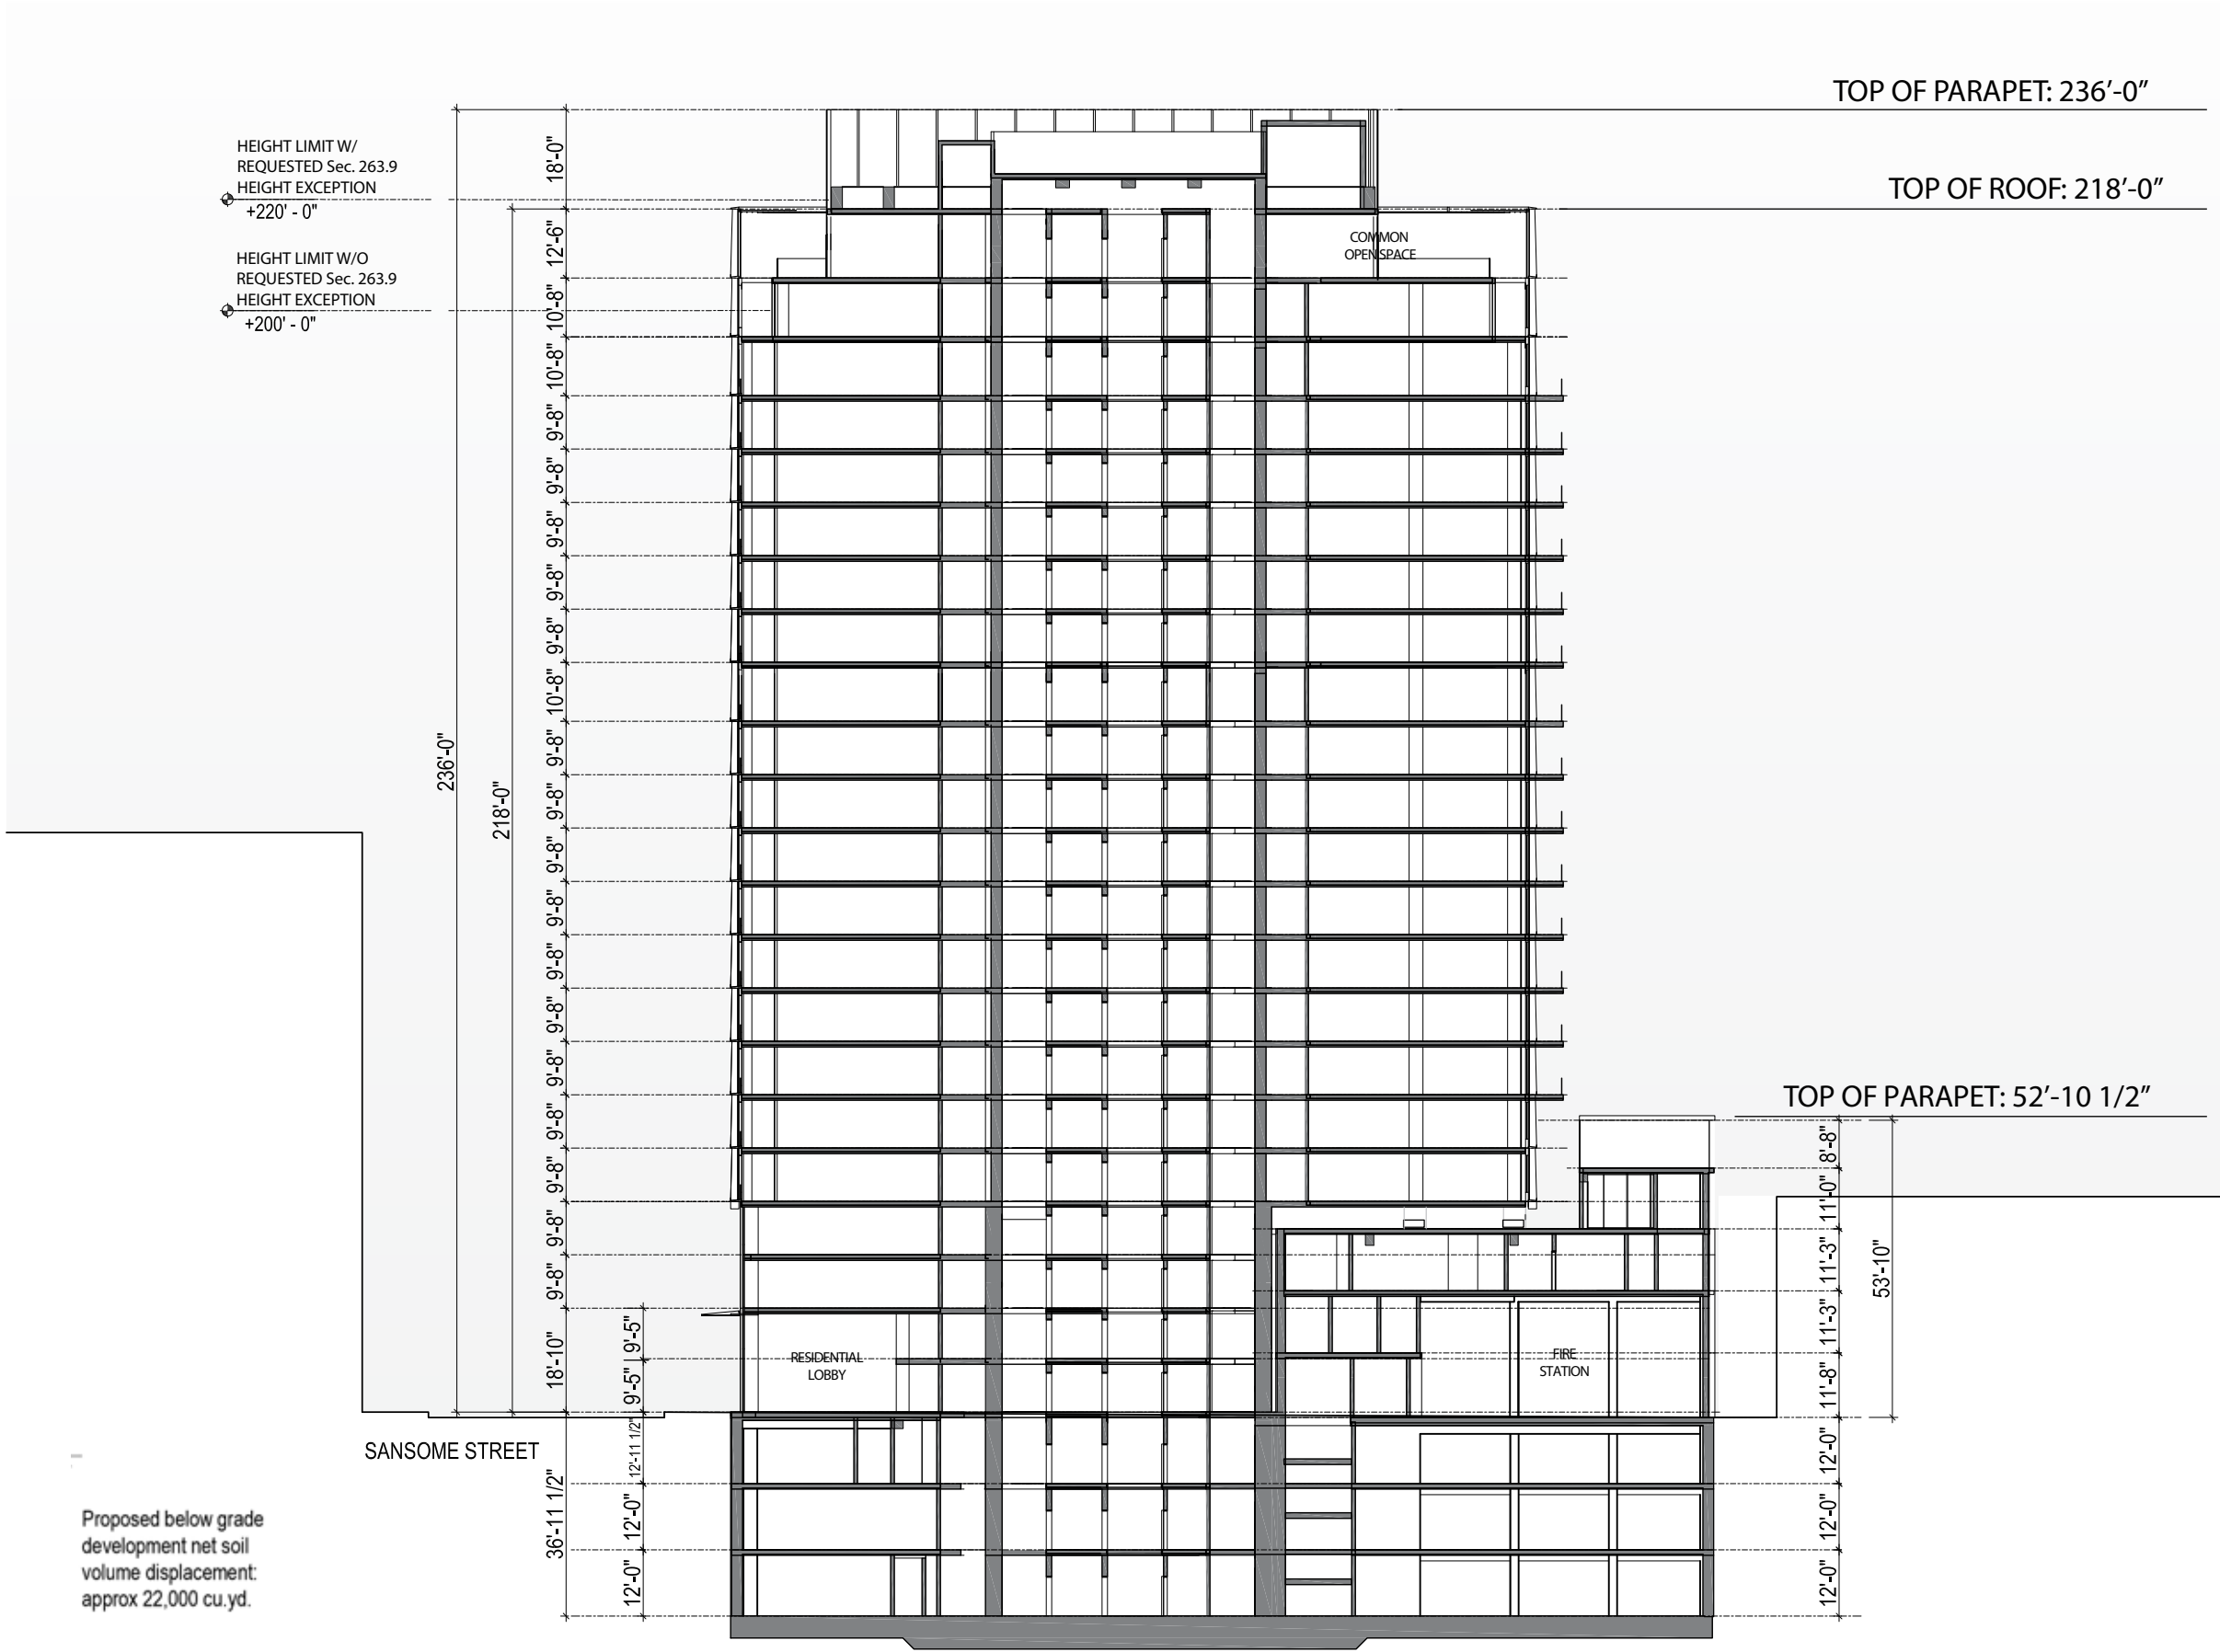 TOP OF PARAPET: 236’-0”
HEIGHT LIMIT W/
REQUESTED Sec. 263.9
HEIGHT EXCEPTION
+220' - 0"
TOP OF ROOF: 218’-0”
HEIGHT LIMIT W/O
REQUESTED Sec. 263.9
HEIGHT EXCEPTION
+200' - 0"
COMMON
OPEN SPACE
236'-0"
218'-0"
18'-0"
12'-6"
10'-8"
10'-8"
9'-8"
9'-8"
9'-8"
9'-8"
9'-8"
10'-8"
9'-8"
9'-8"
9'-8"
9'-8"
9'-8"
9'-8"
9'-8"
9'-8"
9'-8"
9'-8"
9'-8"
18'-10"
36'-11 1/2"
9'-5"
9'-5"
12'-11 1/2"
12'-0"
12'-0"
RESIDENTIAL
LOBBY
FIRE
STATION
TOP OF PARAPET: 52’-10 1/2”
8'-8"
11'-0"
11'-3"
11'-3"
11'-8"
12'-0"
12'-0"
12'-0"
53'-10"
SANSOME STREET
Proposed below grade
development net soil
volume displacement:
approx 22,000 cu.yd.